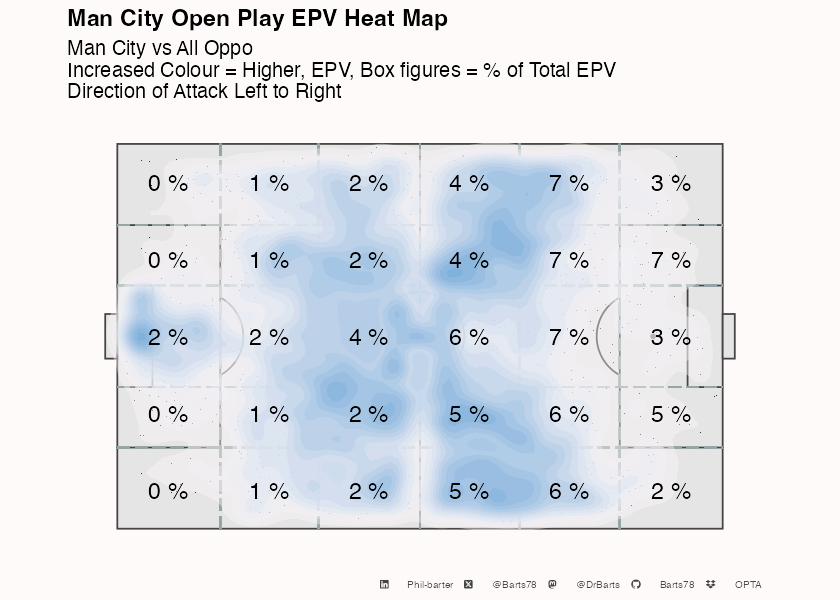 Man City Open Play EPV Heat Map
Man City vs All Oppo
Increased Colour = Higher, EPV, Box figures = % of Total EPV
Direction of Attack Left to Right
0 % 1 % 2 % 4 % 7 % 3 %
0 % 1 % 2 % 4 % 7 % 7 %
2 % 2 % 4 % 6 % 7 % 3 %
0 % 1 % 2 % 5 % 6 % 5 %
0 % 1 % 2 % 5 % 6 % 2 %
Phil-barter @Barts78 @DrBarts Barts78 OPTA